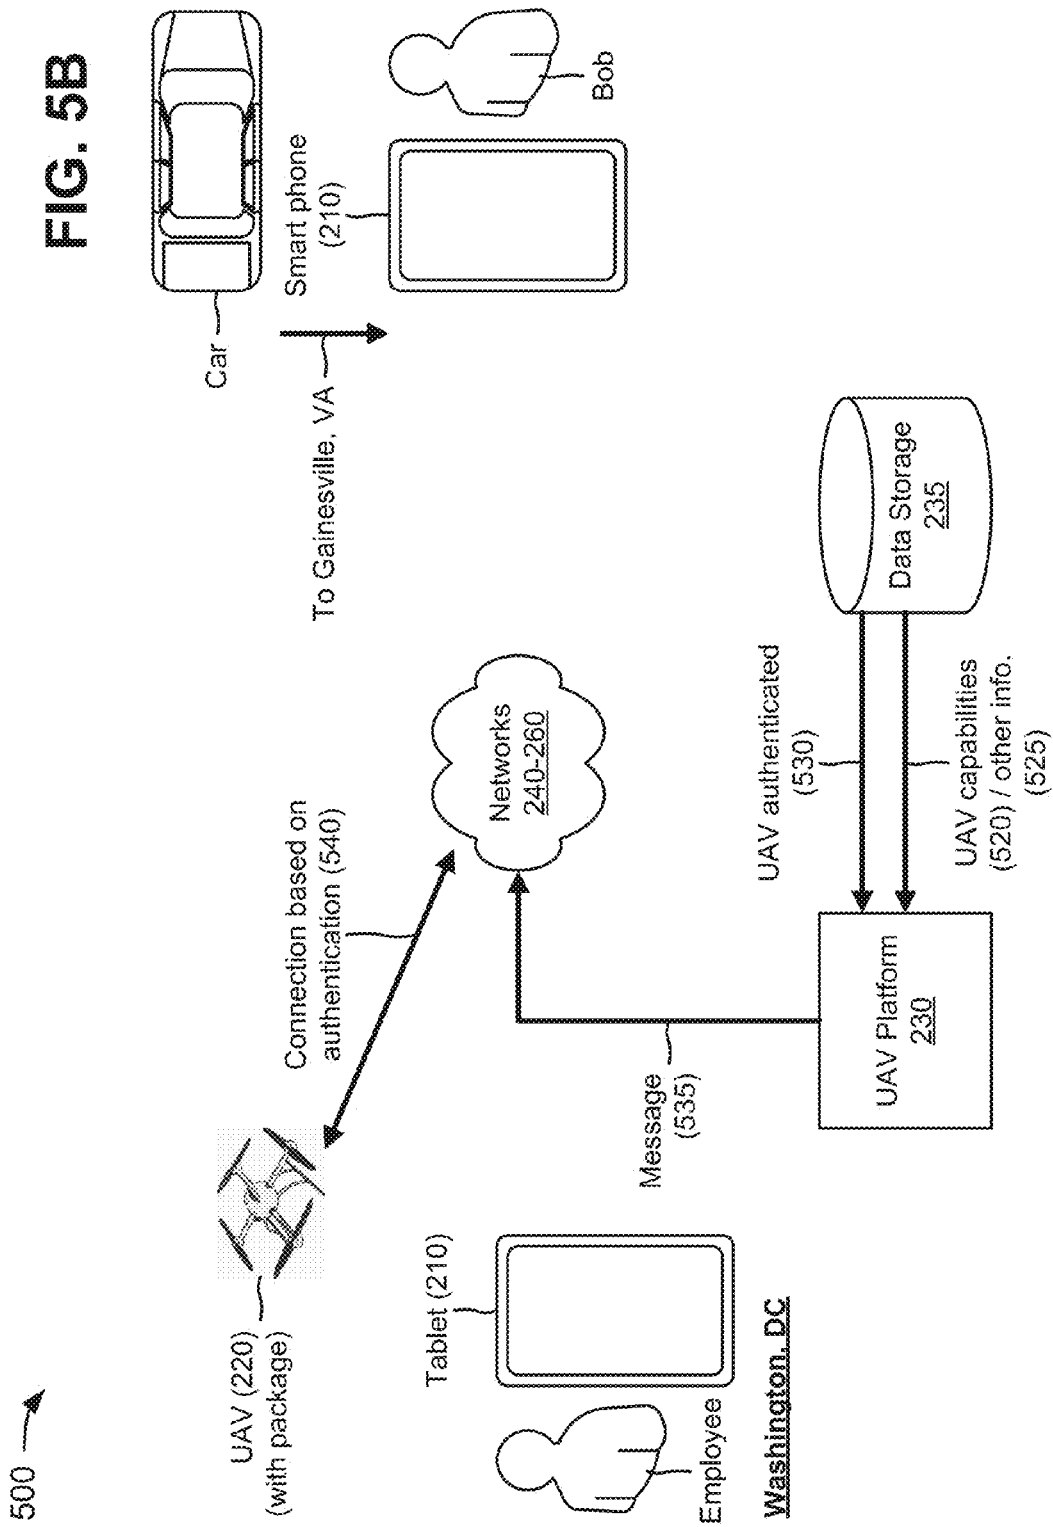 500
FIG. 5B
UAV (220)
(with package)
Connection based on
authentication (540)
Car
To Gainesville, VA
Smart phone
(210)
Bob
Tablet (210)
Employee
Washington, DC
Networks
240-260
Message
(535)
UAV authenticated
(530)
UAV Platform
230
Data Storage
235
UAV capabilities
(520) / other info.
(525)